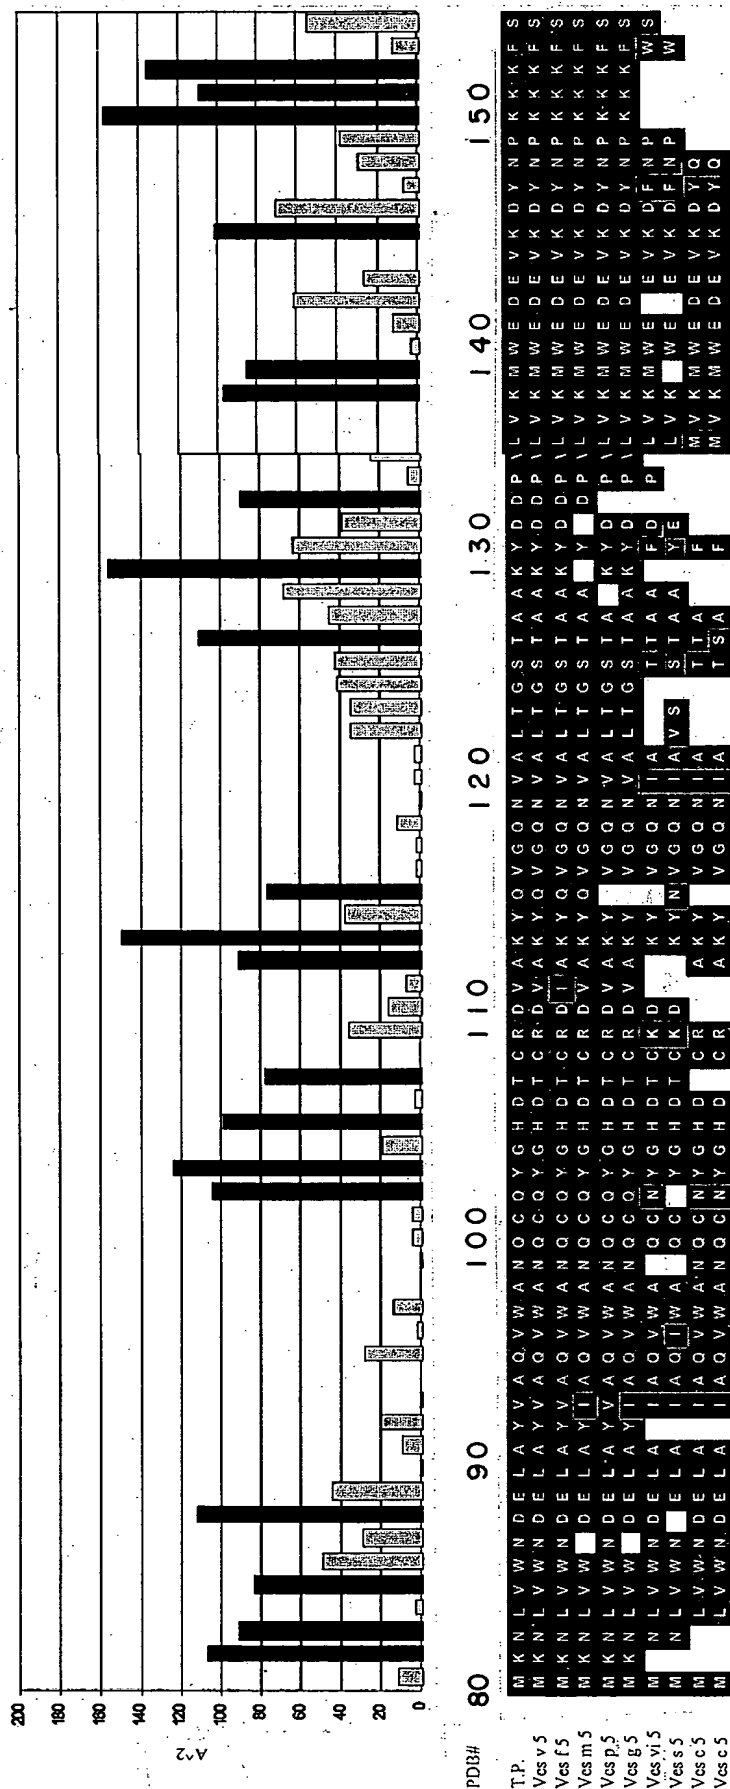 A^2
200 180 160 140 120 100 80 60 40 20 0
PDB# 80 90 100 110 120 130 140 150
T.P. M K N L V W N D E L A Y V A Q V W A N Q C Q Y G H D T C R D V A K Y Q V G Q N V A L T G S T A A K Y D D P \ L V K M W E D E V K D Y N P K K K F S
Ves v 5 M K N L V W N D E L A Y V A Q V W A N Q C Q Y G H D T C R D V A K Y Q V G Q N V A L T G S T A A K Y D D P \ L V K M W E D E V K D Y N P K K K F S
Ves f 5 M K N L V W N D E L A Y V A Q V W A N Q C Q Y G H D T C R D I A K Y Q V G Q N V A L T G S T A A K Y D D P \ L V K M W E D E V K D Y N P K K K F S
Ves m 5 M K N L V W N D E L A Y I A Q V W A N Q C Q Y G H D T C R D V A K Y Q V G Q N V A L T G S T A A Y D P \ L V K M W E D E V K D Y N P K K K F S
Ves p 5 M K N L V W N D E L A Y V A Q V W A N Q C Q Y G H D T C R D V A K Y V G Q N V A L T G S T A K Y D P \ L V K M W E D E V K D Y N P K K K F S
Ves g 5 M K N L V W D E L A Y I A Q V W A N Q C Q Y G H D T C R D V A K Y V G Q N V A L T G S T A A K Y D P \ L V K M W E D E V K D Y N P K K K F S
Ves vi 5 M N L V W N D E L A I A Q V W A Q C N Y G H D T C K D K Y V G Q N I A T T A A F D P L V K M W E E V K D F N P W S
Ves s 5 M N L V W N E L A I A Q I W A S Q C Y G H D T C K D K Y N V G Q N I A V S S T A A Y E L V K W E E V K D F N P W
Ves c 5 M L V W N D E L A I A Q V W A N Q C N Y G H D C R A K Y V G Q N I A T T A F M V K M W E D E V K D Y Q
Ves c 5 M L V W N D E L A I A Q V W A N Q C N Y G H D C R A K Y V G Q N I A T S A F M V K M W E D E V K D Y Q